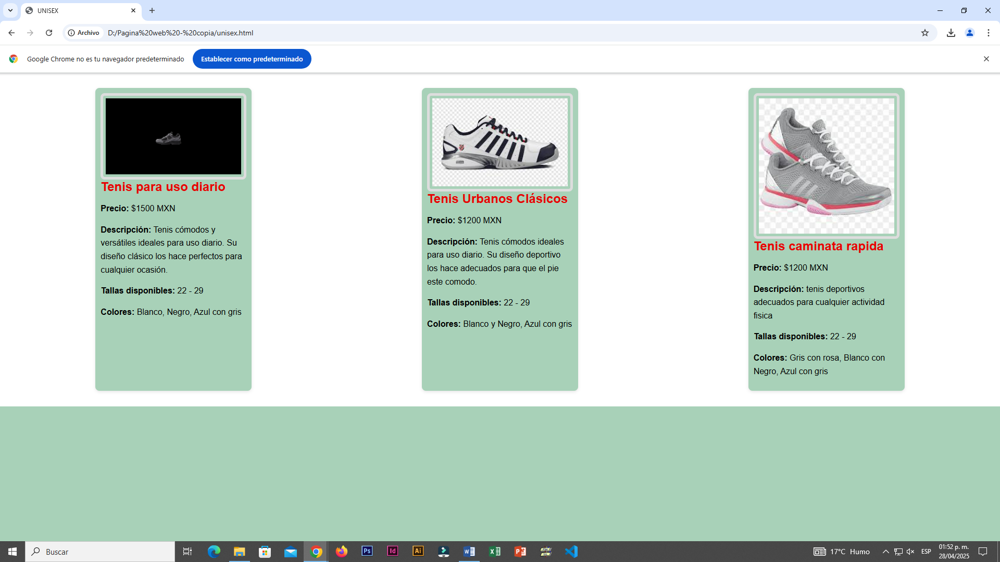 UNISEX
Archivo
D:/Pagina%20web%20-%20copia/unisex.html
Google Chrome no es tu navegador predeterminado
Establecer como predeterminado
Tenis para uso diario
Precio: $1500 MXN
Descripción: Tenis cómodos y
versátiles ideales para uso diario. Su
diseño clásico los hace perfectos para
cualquier ocasión.
Tallas disponibles: 22 - 29
Colores: Blanco, Negro, Azul con gris
Tenis Urbanos Clásicos
Precio: $1200 MXN
Descripción: Tenis cómodos ideales
para uso diario. Su diseño deportivo
los hace adecuados para que el pie
este comodo.
Tallas disponibles: 22 - 29
Colores: Blanco y Negro, Azul con gris
Tenis caminata rapida
Precio: $1200 MXN
Descripción: tenis deportivos
adecuados para cualquier actividad
fisica
Tallas disponibles: 22 - 29
Colores: Gris con rosa, Blanco con
Negro, Azul con gris
Buscar
Ps
Id
Ai
17°C Humo
ESP
01:52 p. m.
28/04/2025